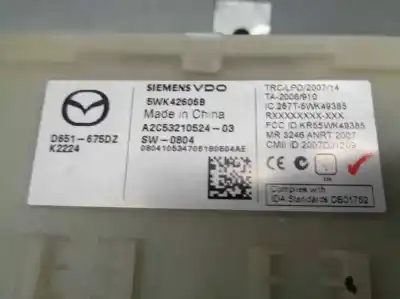 SIEMENS VDO
5WK42606B
Made in China
A2C53210524-03
SW-0804
080410534705180604AE
D651-675DZ
K2224
TRC/LPD/2007/14
TA-2006/910
IC:267T-5WK49385
RXXXXXXXX-XXX
FCC ID:KR55WK49385
MR 3246 ANRT 2007
CMII ID:2007DJ1209
Complies with
IDA Standards DB01752